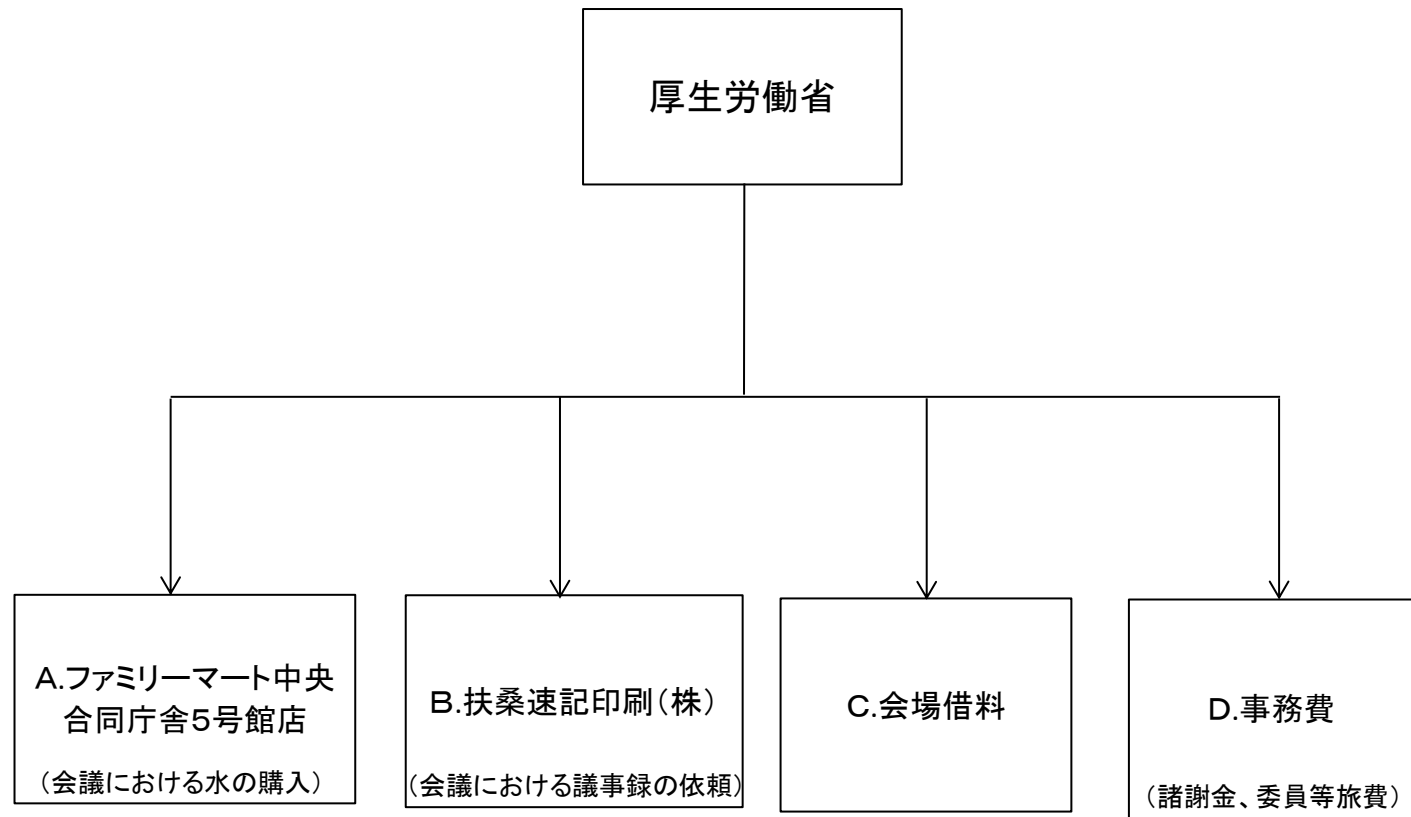 厚生労働省
A.ファミリーマート中央
合同庁舎5号館店
(会議における水の購入)
B.扶桑速記印刷(株)
(会議における議事録の依頼)
C.会場借料
D.事務費
(諸謝金、委員等旅費)